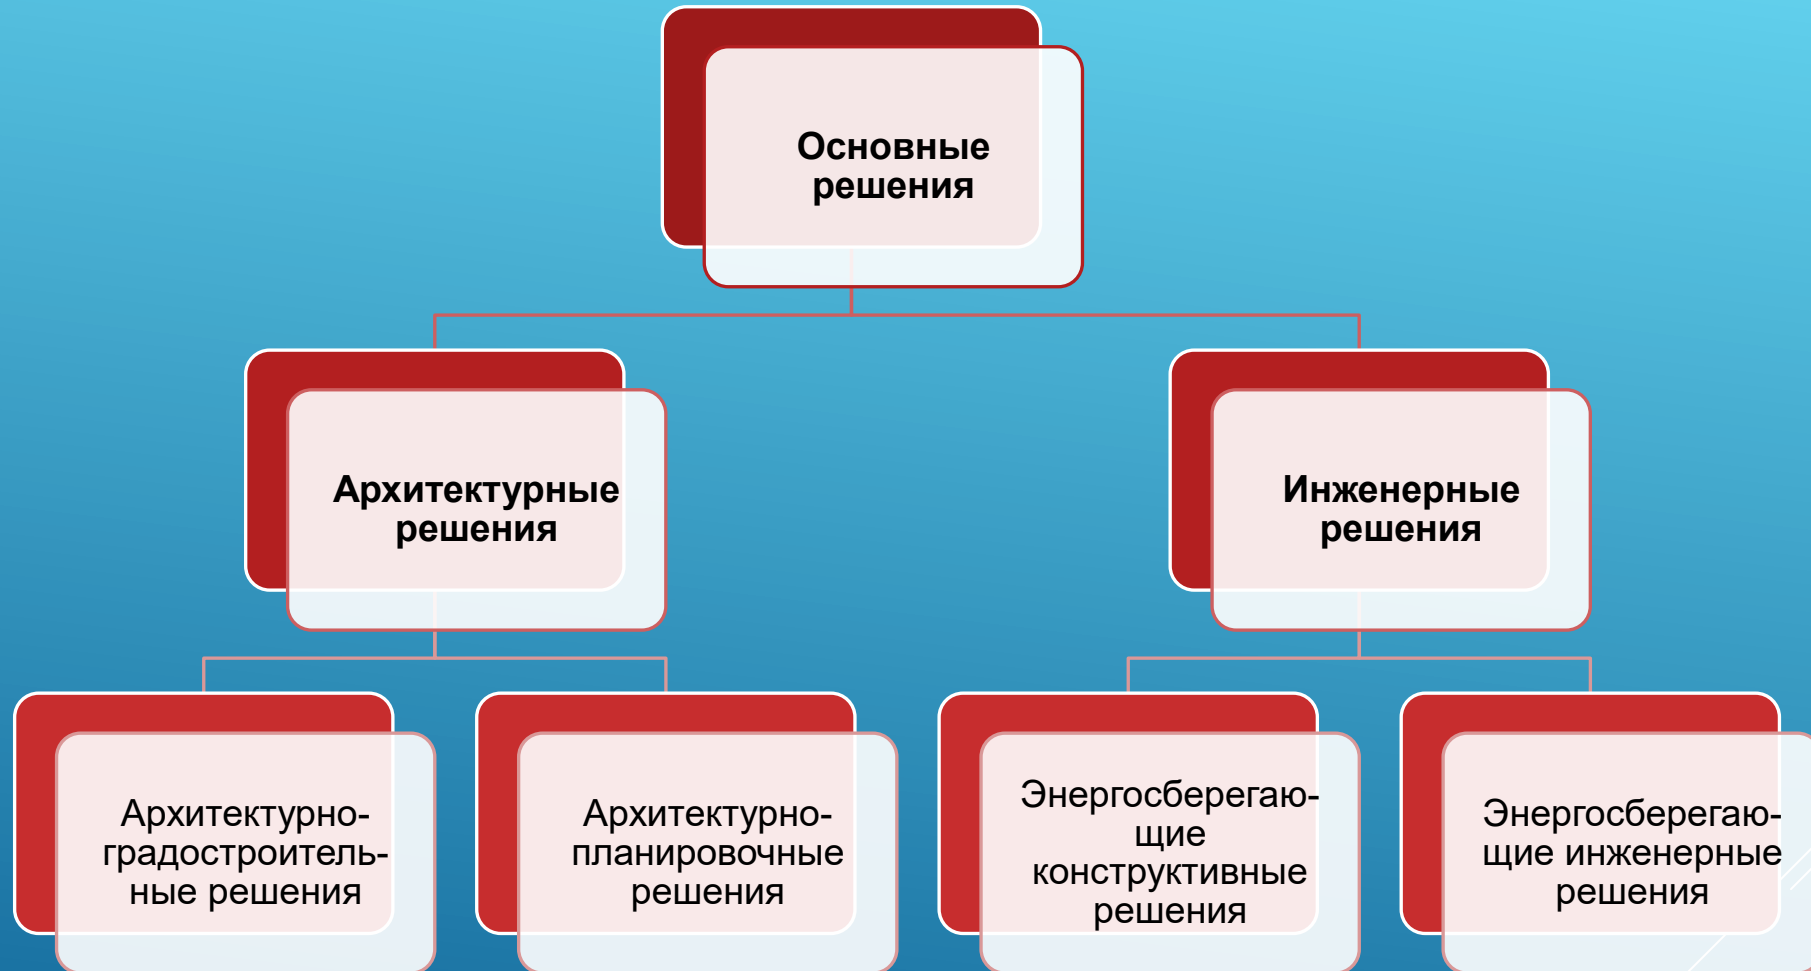 Основные
решения
Архитектурные
решения
Инженерные
решения
Архитектурно-
градостроитель-
ные решения
Архитектурно-
планировочные
решения
Энергосберегаю-
щие
конструктивные
решения
Энергосберегаю-
щие инженерные
решения